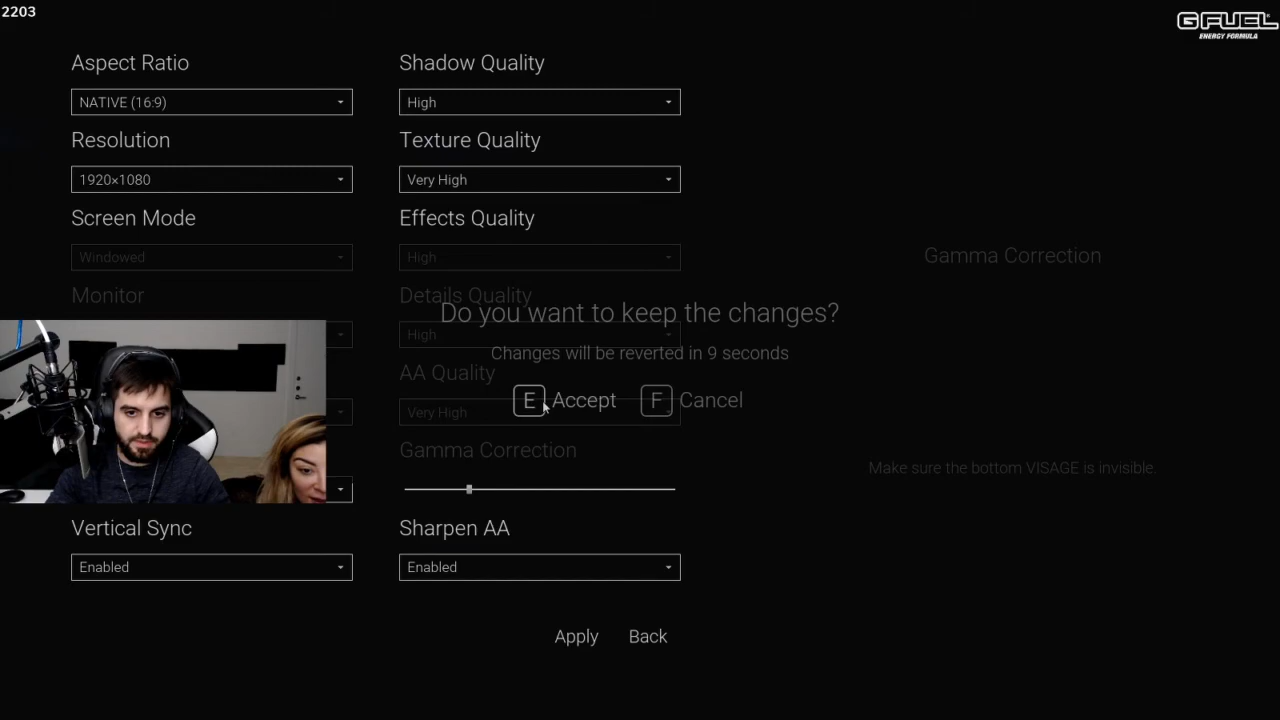 2203
G FUEL
ENERGY FORMULA
Aspect Ratio
NATIVE (16:9)
Resolution
1920×1080
Screen Mode
Windowed
Monitor
Vertical Sync
Enabled
Shadow Quality
High
Texture Quality
Very High
Effects Quality
High
Details Quality
High
AA Quality
Very High
Gamma Correction
Sharpen AA
Enabled
Do you want to keep the changes?
Changes will be reverted in 9 seconds
E Accept F Cancel
Gamma Correction
Make sure the bottom VISAGE is invisible.
Apply Back